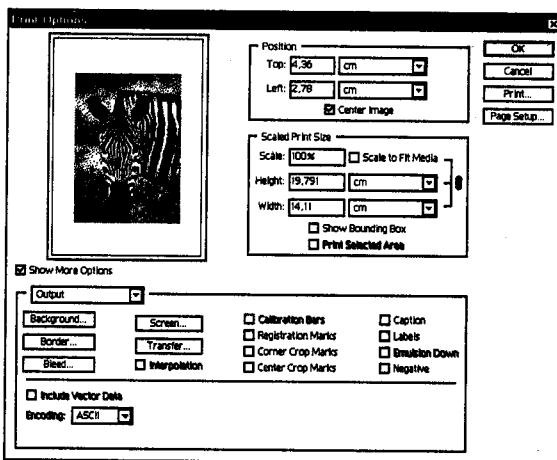 Print Options
Position
Top: 4,36 cm
Left: 2,78 cm
Center Image
OK
Cancel
Print...
Page Setup...
Scaled Print Size
Scale: 100% Scale to Fit Media
Height: 19,791 cm
Width: 14,11 cm
Show Bounding Box
Print Selected Area
Show More Options
Output
Background... Screen... Calibration Bars Caption
Border... Transfer... Registration Marks Labels
Bleed... Interpolation Corner Crop Marks Emulsion Down
Center Crop Marks Negative
Include Vector Data
Encoding: ASCII